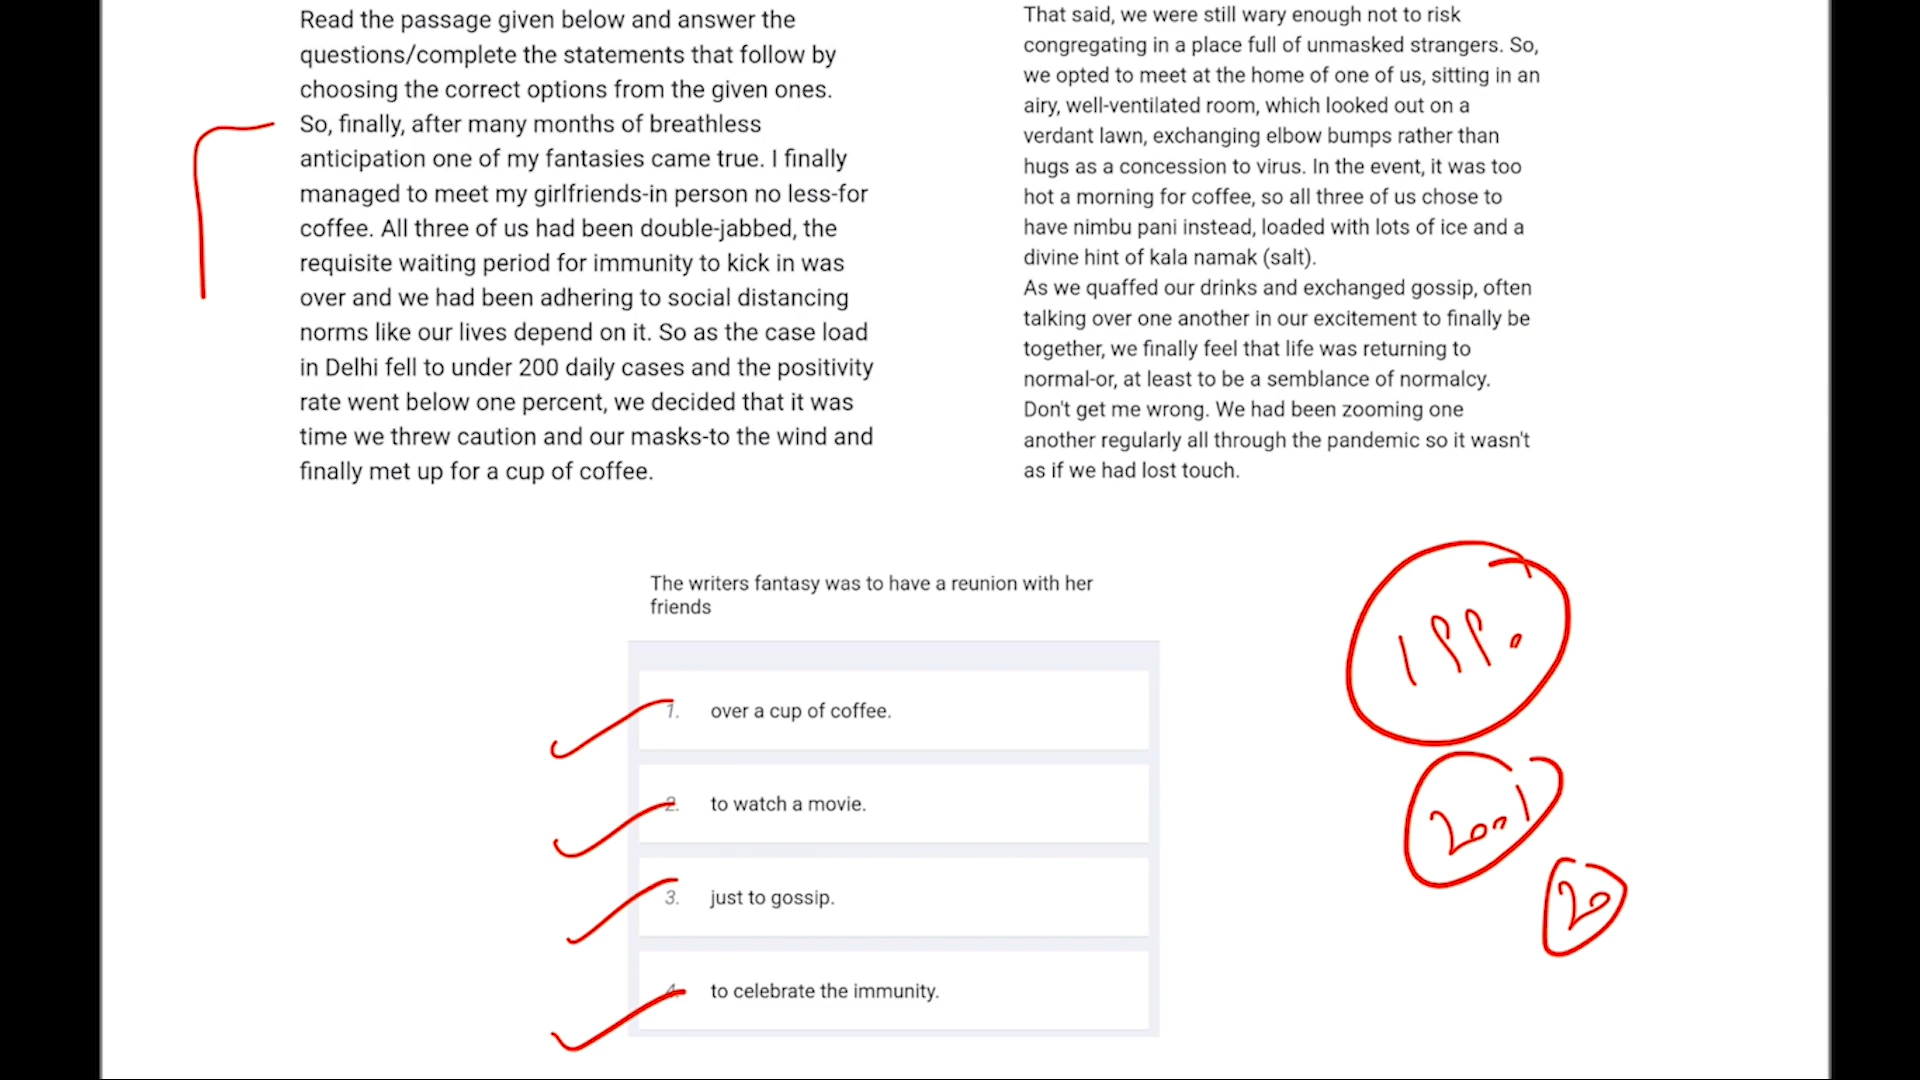 Read the passage given below and answer the
questions/complete the statements that follow by
choosing the correct options from the given ones.
So, finally, after many months of breathless
anticipation one of my fantasies came true. I finally
managed to meet my girlfriends-in person no less-for
coffee. All three of us had been double-jabbed, the
requisite waiting period for immunity to kick in was
over and we had been adhering to social distancing
norms like our lives depend on it. So as the case load
in Delhi fell to under 200 daily cases and the positivity
rate went below one percent, we decided that it was
time we threw caution and our masks-to the wind and
finally met up for a cup of coffee.
That said, we were still wary enough not to risk
congregating in a place full of unmasked strangers. So,
we opted to meet at the home of one of us, sitting in an
airy, well-ventilated room, which looked out on a
verdant lawn, exchanging elbow bumps rather than
hugs as a concession to virus. In the event, it was too
hot a morning for coffee, so all three of us chose to
have nimbu pani instead, loaded with lots of ice and a
divine hint of kala namak (salt).
As we quaffed our drinks and exchanged gossip, often
talking over one another in our excitement to finally be
together, we finally feel that life was returning to
normal-or, at least to be a semblance of normalcy.
Don't get me wrong. We had been zooming one
another regularly all through the pandemic so it wasn't
as if we had lost touch.
The writers fantasy was to have a reunion with her
friends
1. over a cup of coffee.
2. to watch a movie.
3. just to gossip.
4. to celebrate the immunity.
1990
2001
20